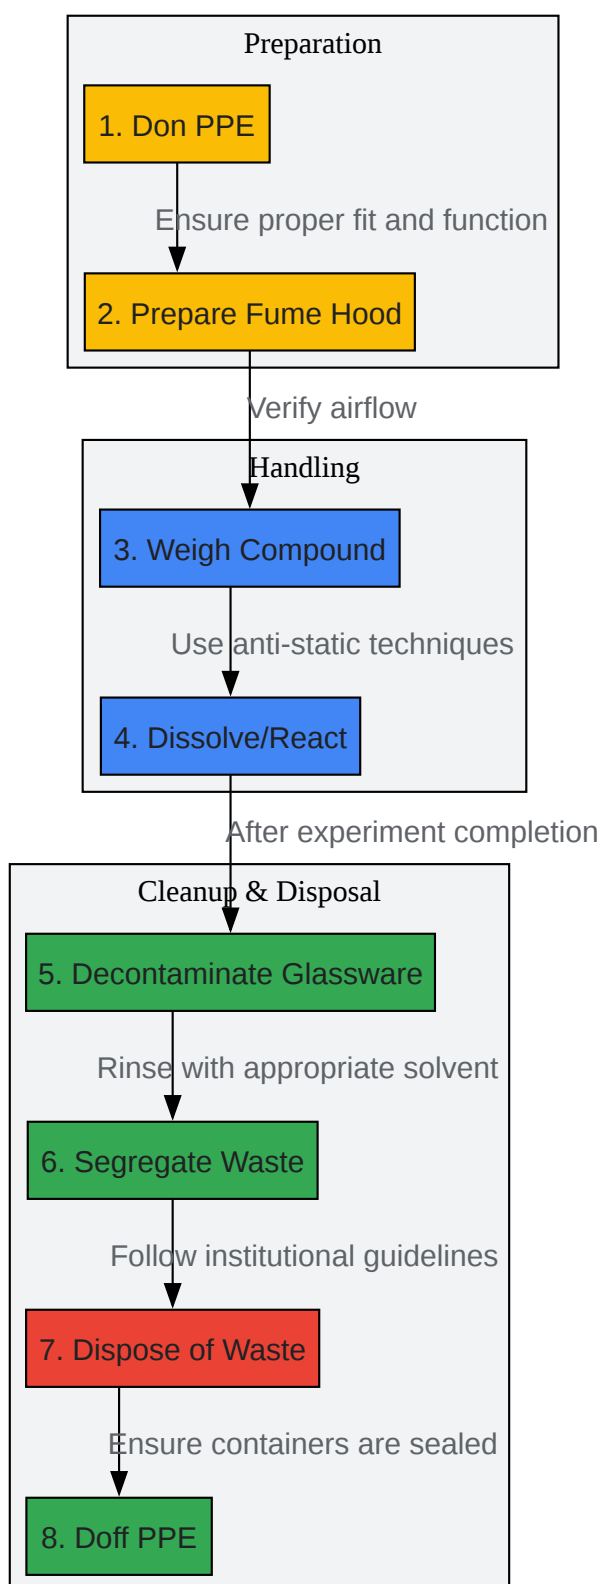 Preparation
1. Don PPE
Ensure proper fit and function
2. Prepare Fume Hood
Verify airflow
Handling
3. Weigh Compound
Use anti-static techniques
4. Dissolve/React
After experiment completion
Cleanup & Disposal
5. Decontaminate Glassware
Rinse with appropriate solvent
6. Segregate Waste
Follow institutional guidelines
7. Dispose of Waste
Ensure containers are sealed
8. Doff PPE